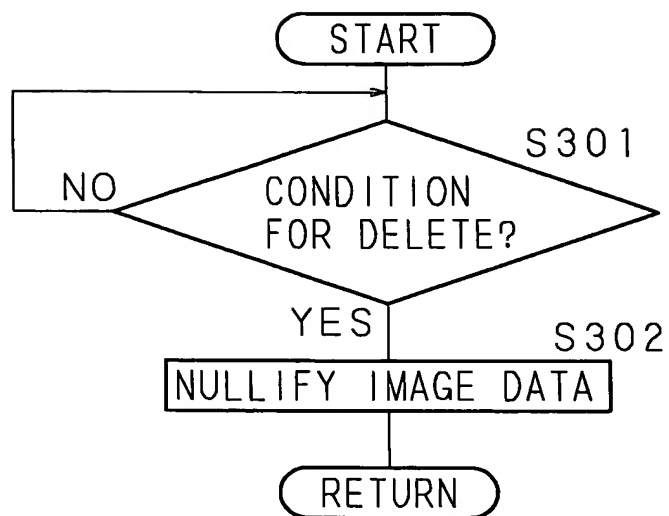 START
S301
NO
CONDITION
FOR DELETE?
YES
S302
NULLIFY IMAGE DATA
RETURN